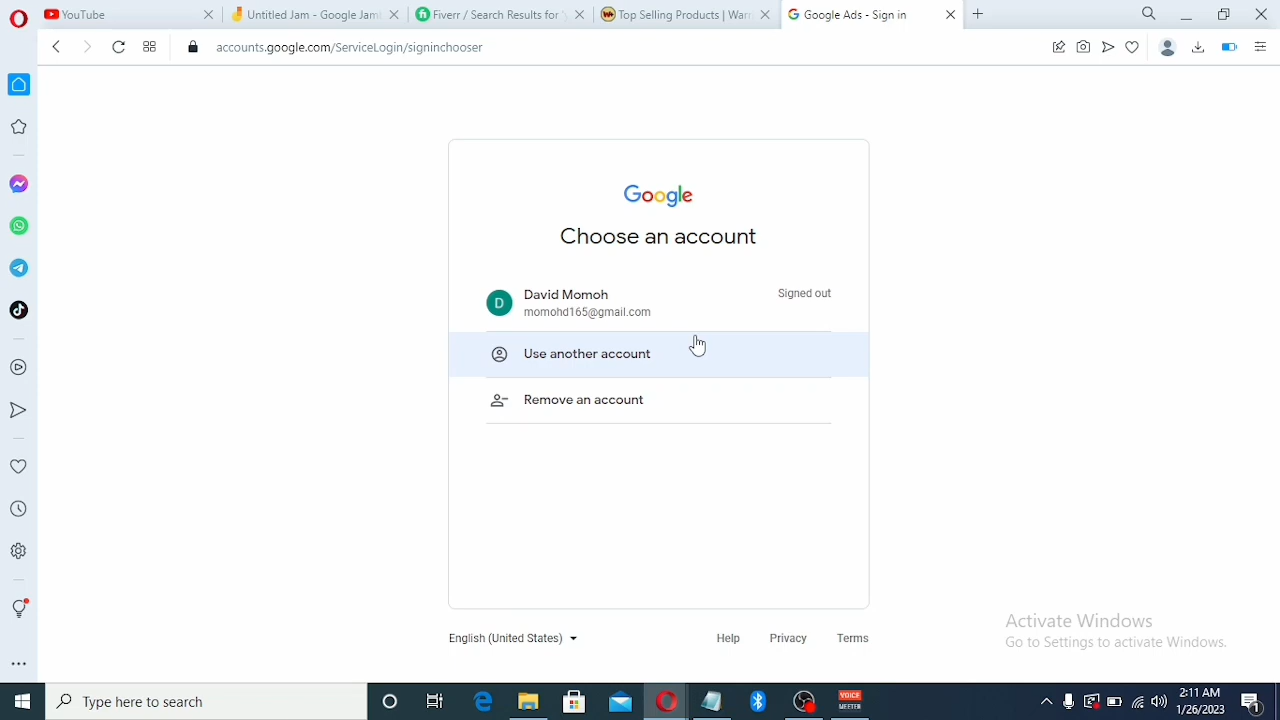 YouTube
Untitled Jam - Google Jam
Fiverr / Search Results for
Top Selling Products | Warr
Google Ads - Sign in
accounts.google.com/ServiceLogin/signinchooser
Google
Choose an account
D
David Momoh
momohd165@gmail.com
Signed out
Use another account
Remove an account
English (United States)
Help
Privacy
Terms
Activate Windows
Go to Settings to activate Windows.
Type here to search
VOICE
MEETER
2:11 AM
1/26/2023
1